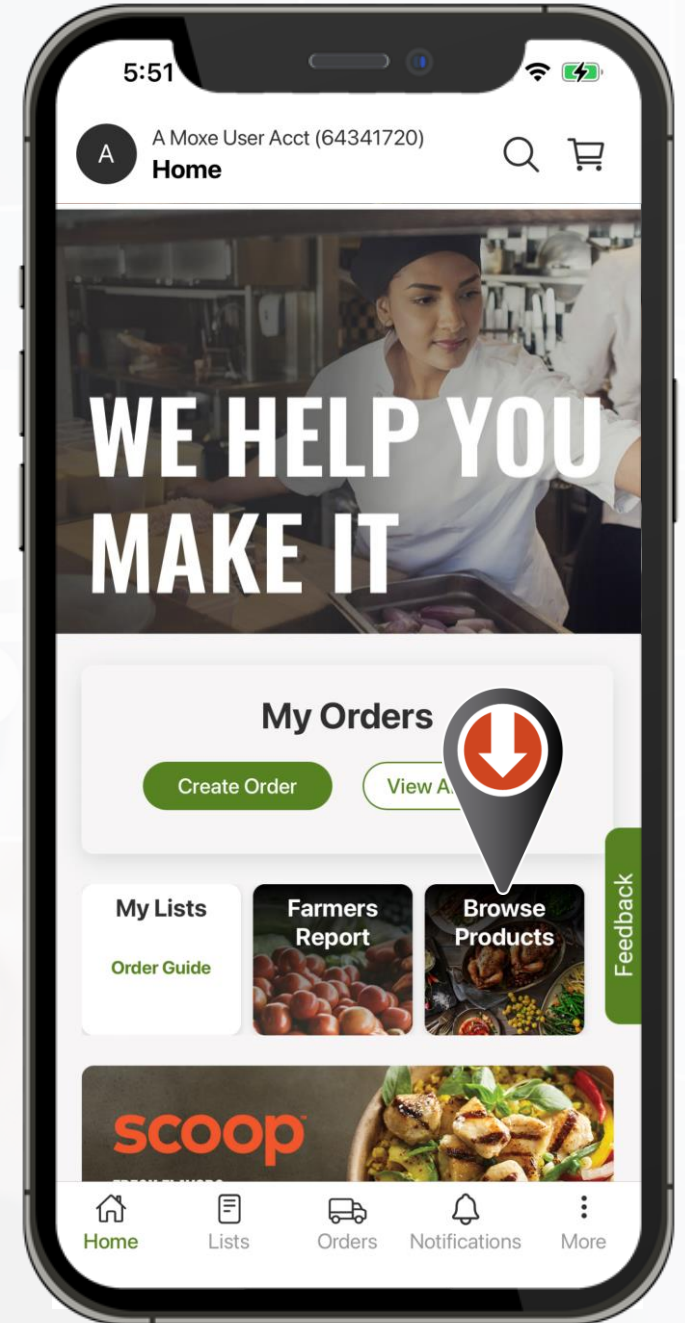 5:51
A
A Moxe User Acct (64341720)
Home
WE HELP YOU
MAKE IT
My Orders
Create Order
View A
My Lists
Order Guide
Farmers
Report
Browse
Products
Feedback
scoop
Home
Lists
Orders
Notifications
More